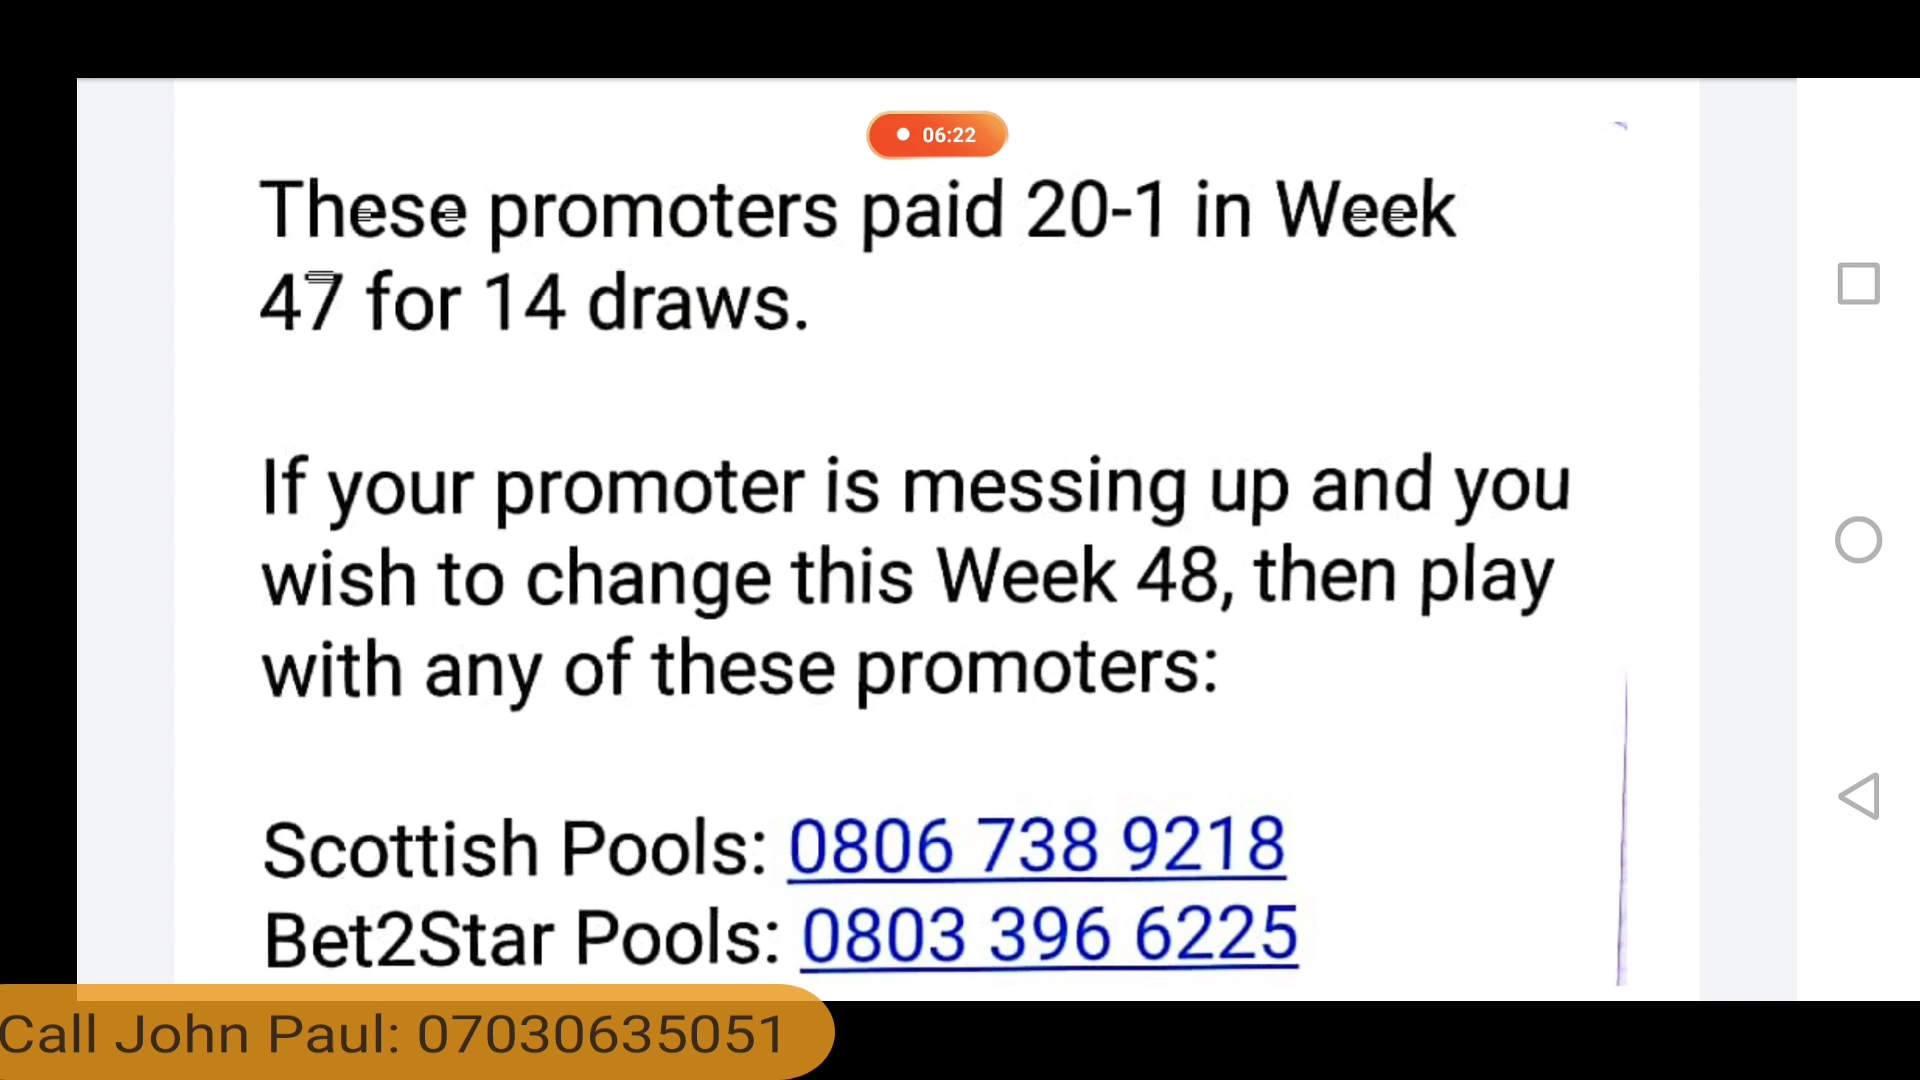 06:22
These promoters paid 20-1 in Week
47 for 14 draws.
If your promoter is messing up and you
wish to change this Week 48, then play
with any of these promoters:
Scottish Pools: 0806 738 9218
Bet2Star Pools: 0803 396 6225
Call John Paul: 07030635051